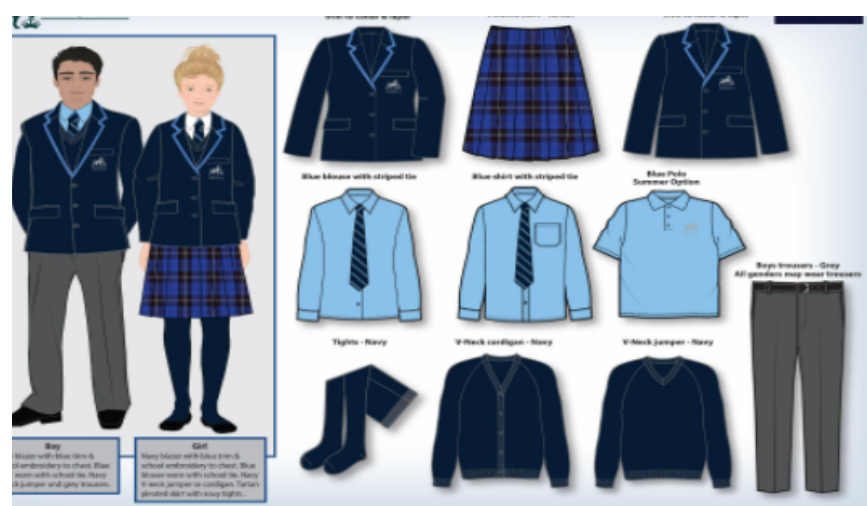 Blue blouse with striped tie
Blue shirt with striped tie
Blue Polo
Summer Option
Boys trousers - Grey
All genders may wear trousers
Tights - Navy
V-Neck cardigan - Navy
V-Neck jumper - Navy
Boy
blazer with blue trim &
embroidery to chest. Blue
worn with school tie. Navy
jumper and grey trousers.
Girl
Navy blazer with blue trim &
school embroidery to chest. Blue
blouse worn with school tie. Navy
V-neck jumper or cardigan. Tartan
pleated skirt with navy tights.